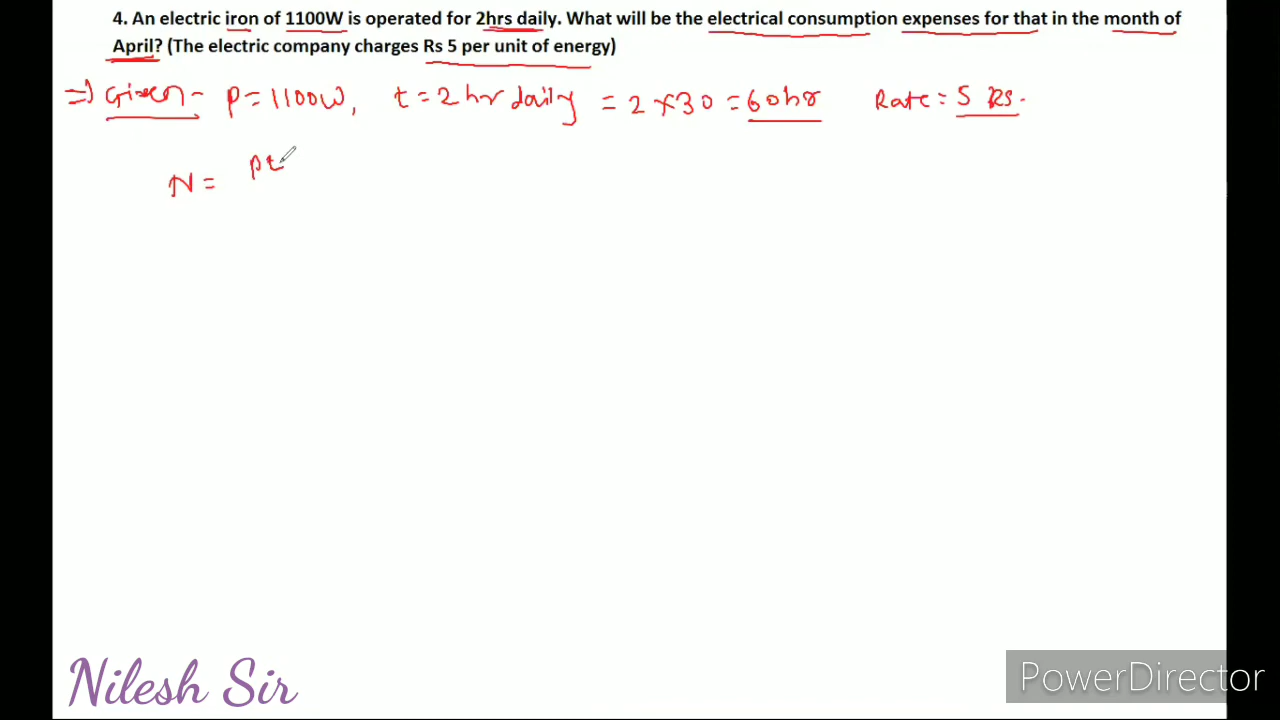 4. An electric iron of 1100W is operated for 2hrs daily. What will be the electrical consumption expenses for that in the month of
April? (The electric company charges Rs 5 per unit of energy)
=) Given - P = 1100W, t = 2 hr daily = 2 x 30 = 60 hr Rate = 5 Rs.
N = Pt
Nilesh Sir
PowerDirector